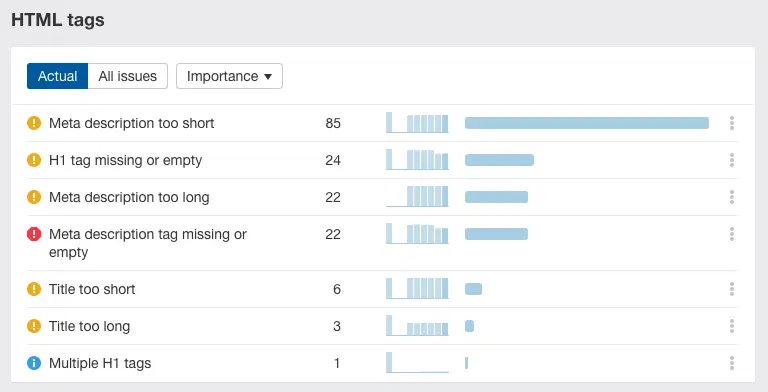 HTML tags
Actual All issues Importance
Meta description too short 85
H1 tag missing or empty 24
Meta description too long 22
Meta description tag missing or 22
empty
Title too short 6
Title too long 3
Multiple H1 tags 1